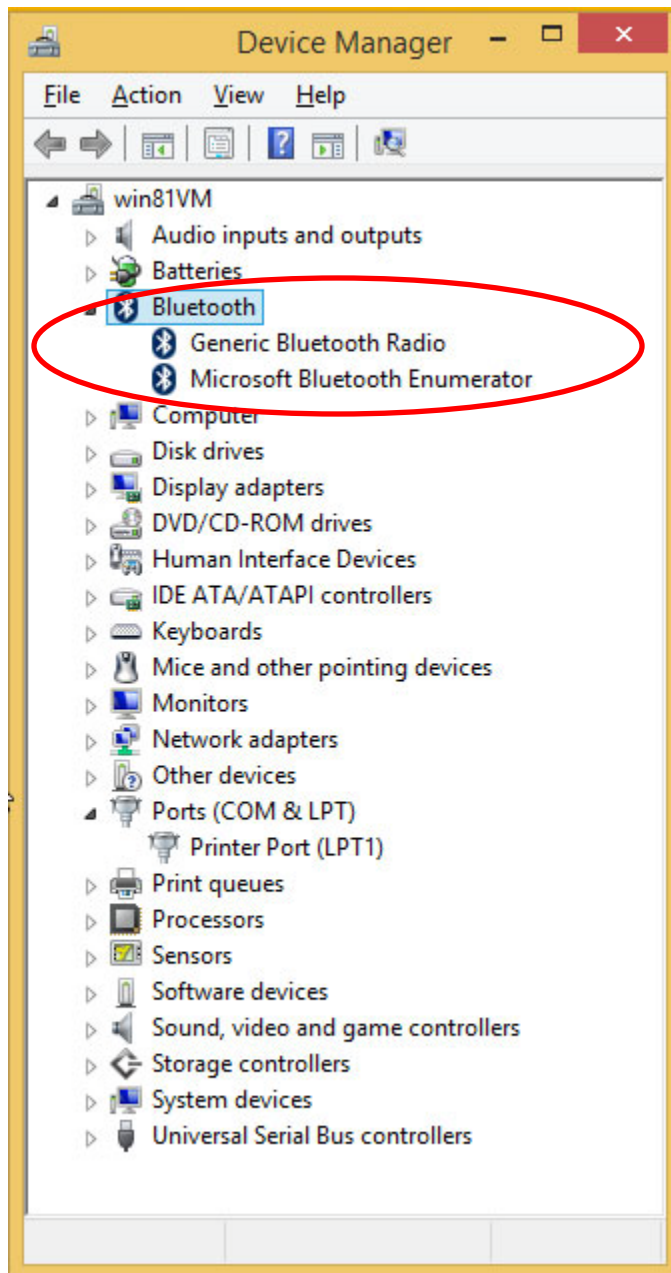 Device Manager
File Action View Help
win81VM
Audio inputs and outputs
Batteries
Bluetooth
Generic Bluetooth Radio
Microsoft Bluetooth Enumerator
Computer
Disk drives
Display adapters
DVD/CD-ROM drives
Human Interface Devices
IDE ATA/ATAPI controllers
Keyboards
Mice and other pointing devices
Monitors
Network adapters
Other devices
Ports (COM & LPT)
Printer Port (LPT1)
Print queues
Processors
Sensors
Software devices
Sound, video and game controllers
Storage controllers
System devices
Universal Serial Bus controllers